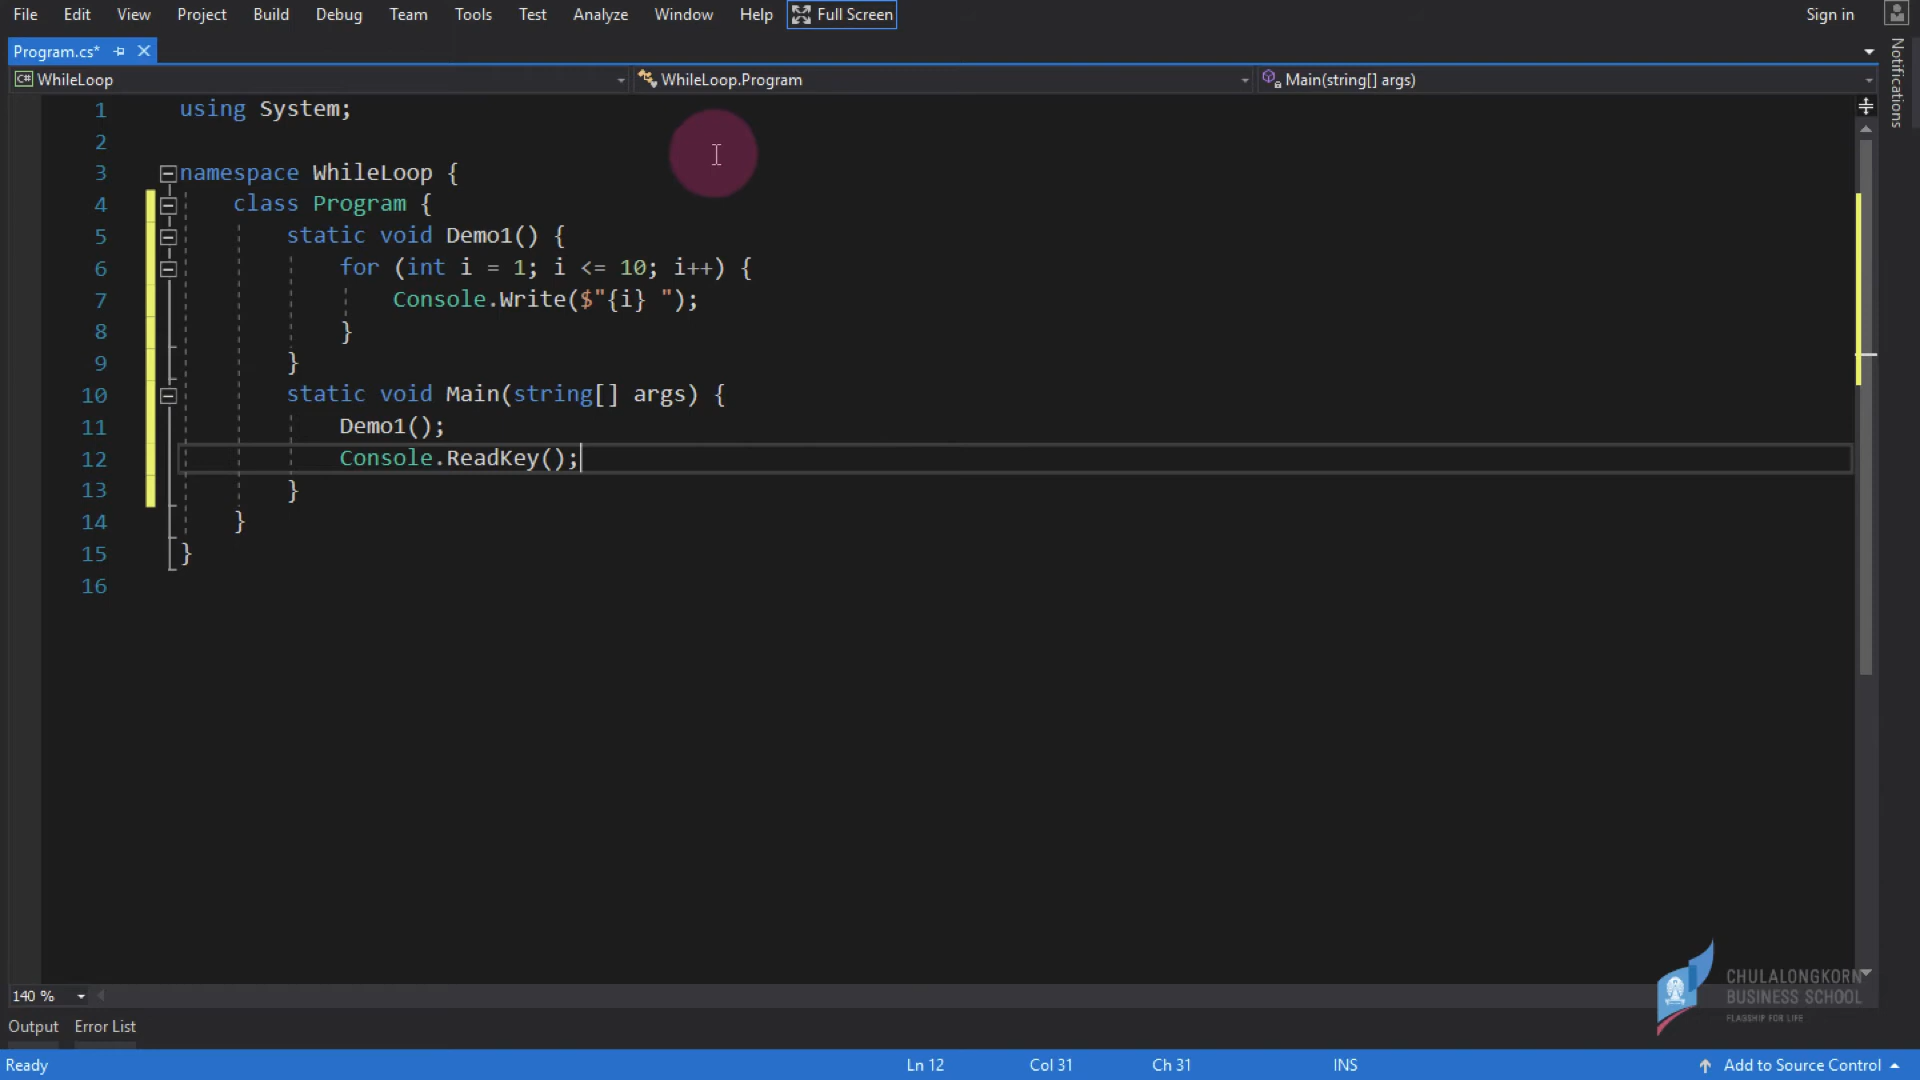 File Edit View Project Build Debug Team Tools Test Analyze Window Help Full Screen Sign in
Program.cs*
Notifications
C# WhileLoop WhileLoop.Program Main(string[] args)
1 using System;
2
3 namespace WhileLoop {
4 class Program {
5 static void Demo1() {
6 for (int i = 1; i <= 10; i++) {
7 Console.Write($"{i} ");
8 }
9 }
10 static void Main(string[] args) {
11 Demo1();
12 Console.ReadKey();
13 }
14 }
15 }
16
CHULALONGKORN
BUSINESS SCHOOL
FLAGSHIP FOR LIFE
140 %
Output Error List
Ready Ln 12 Col 31 Ch 31 INS Add to Source Control